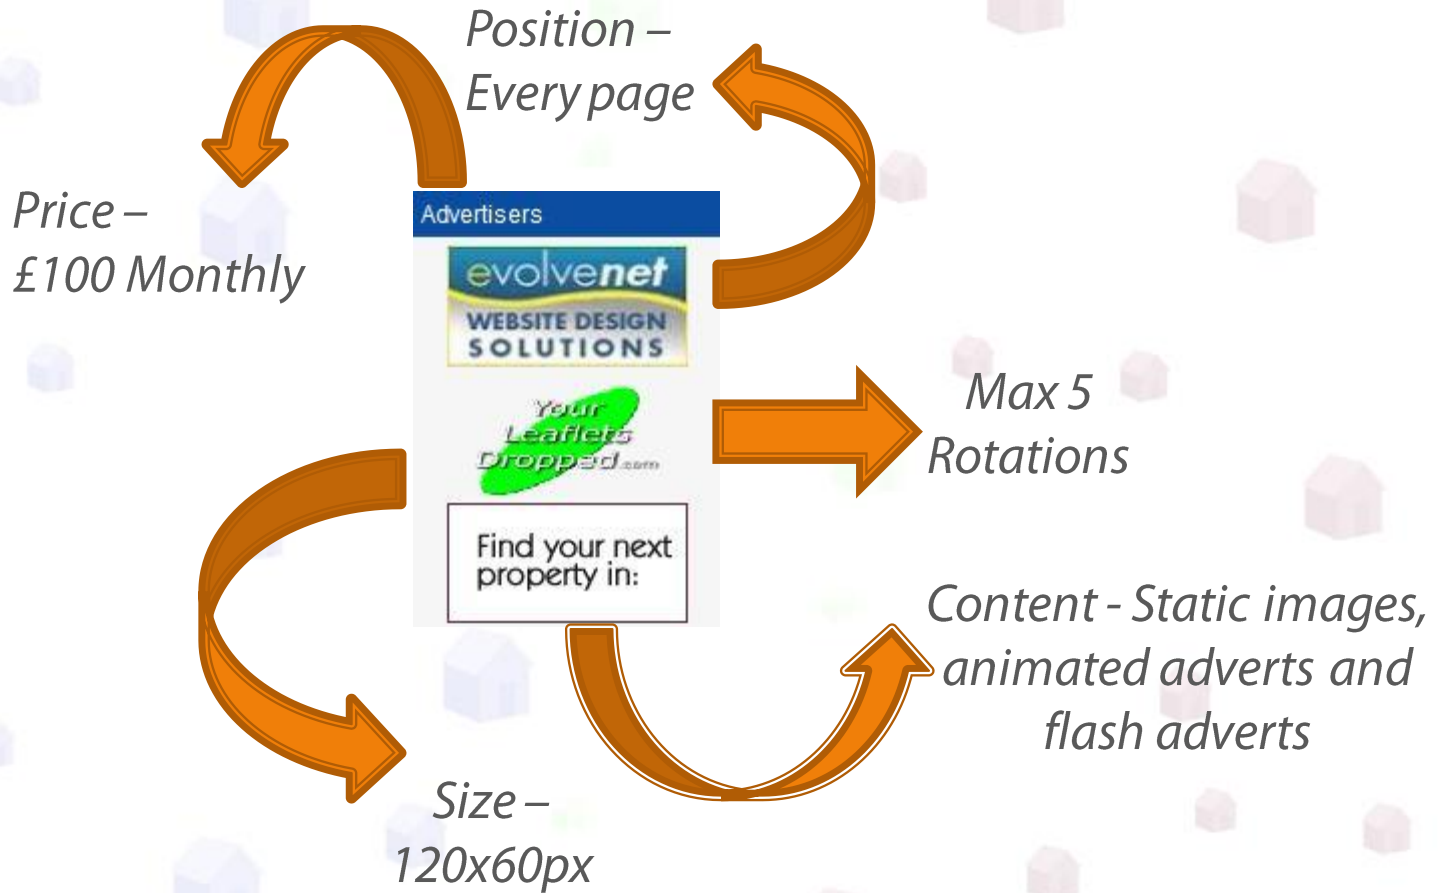 Position –
Every page
Price –
£100 Monthly
Advertisers
evolvenet
WEBSITE DESIGN
SOLUTIONS
Your
Leaflets
Dropped.com
Find your next
property in:
Max 5
Rotations
Content - Static images,
animated adverts and
flash adverts
Size –
120x60px